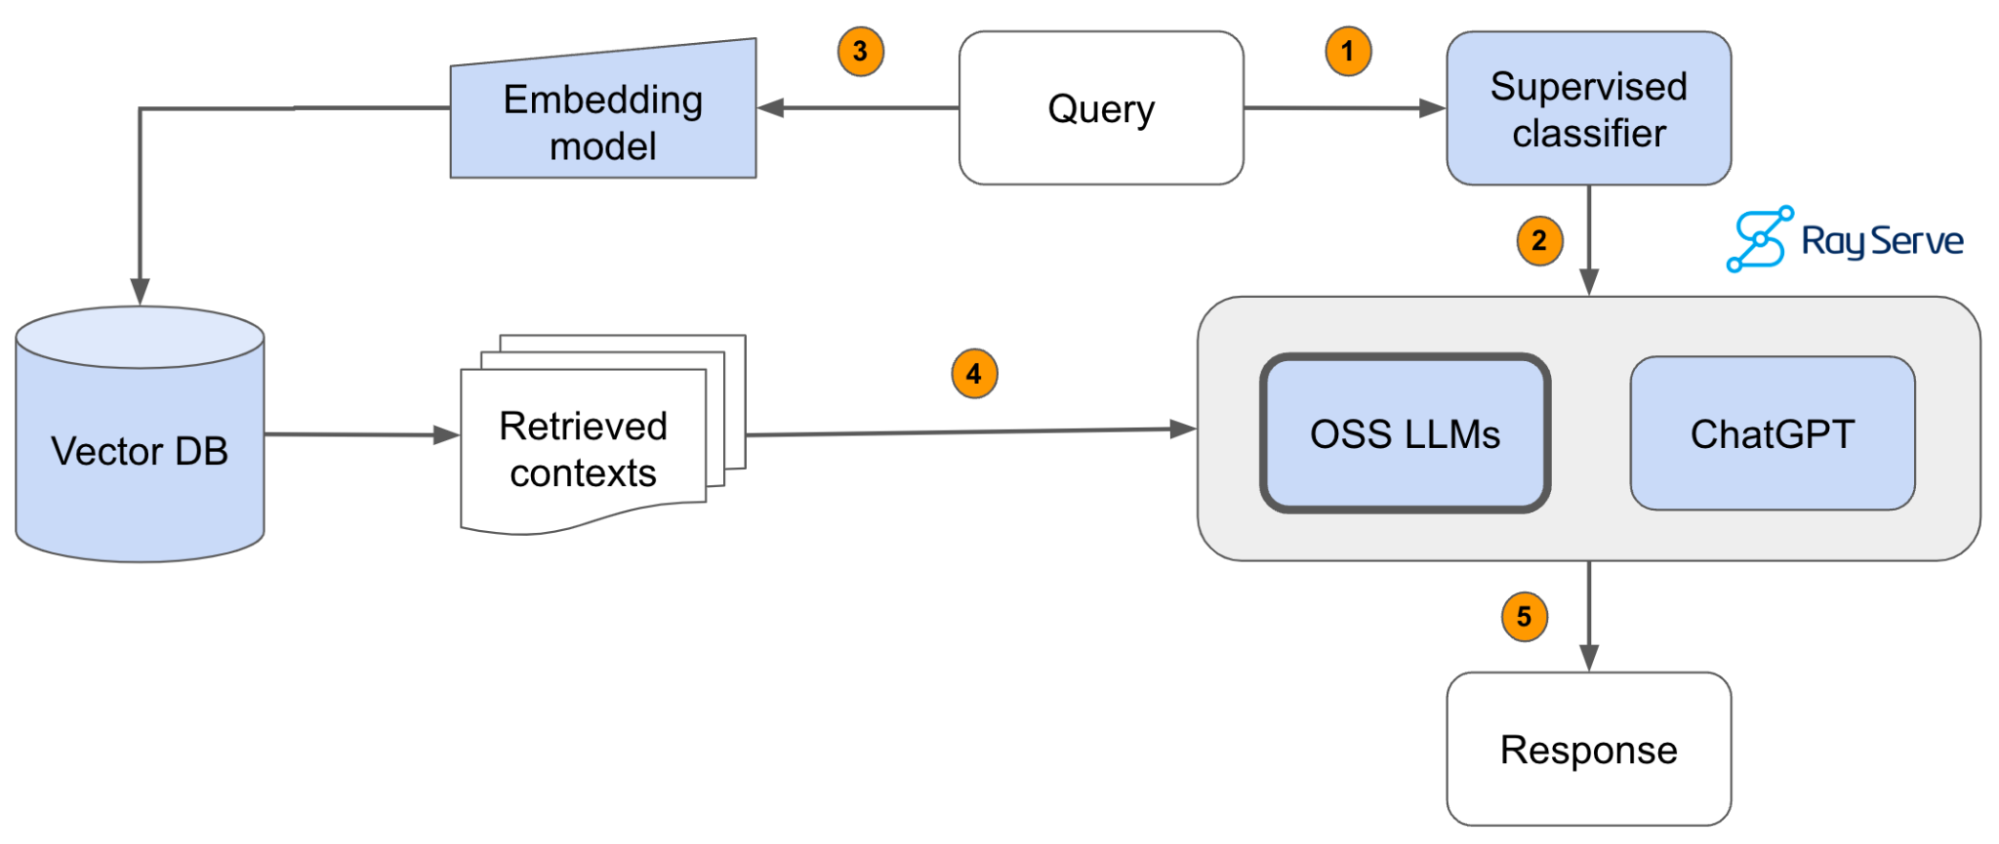 3
1
Embedding
model
Query
Supervised
classifier
2
Ray Serve
Vector DB
Retrieved
contexts
4
OSS LLMs
ChatGPT
5
Response